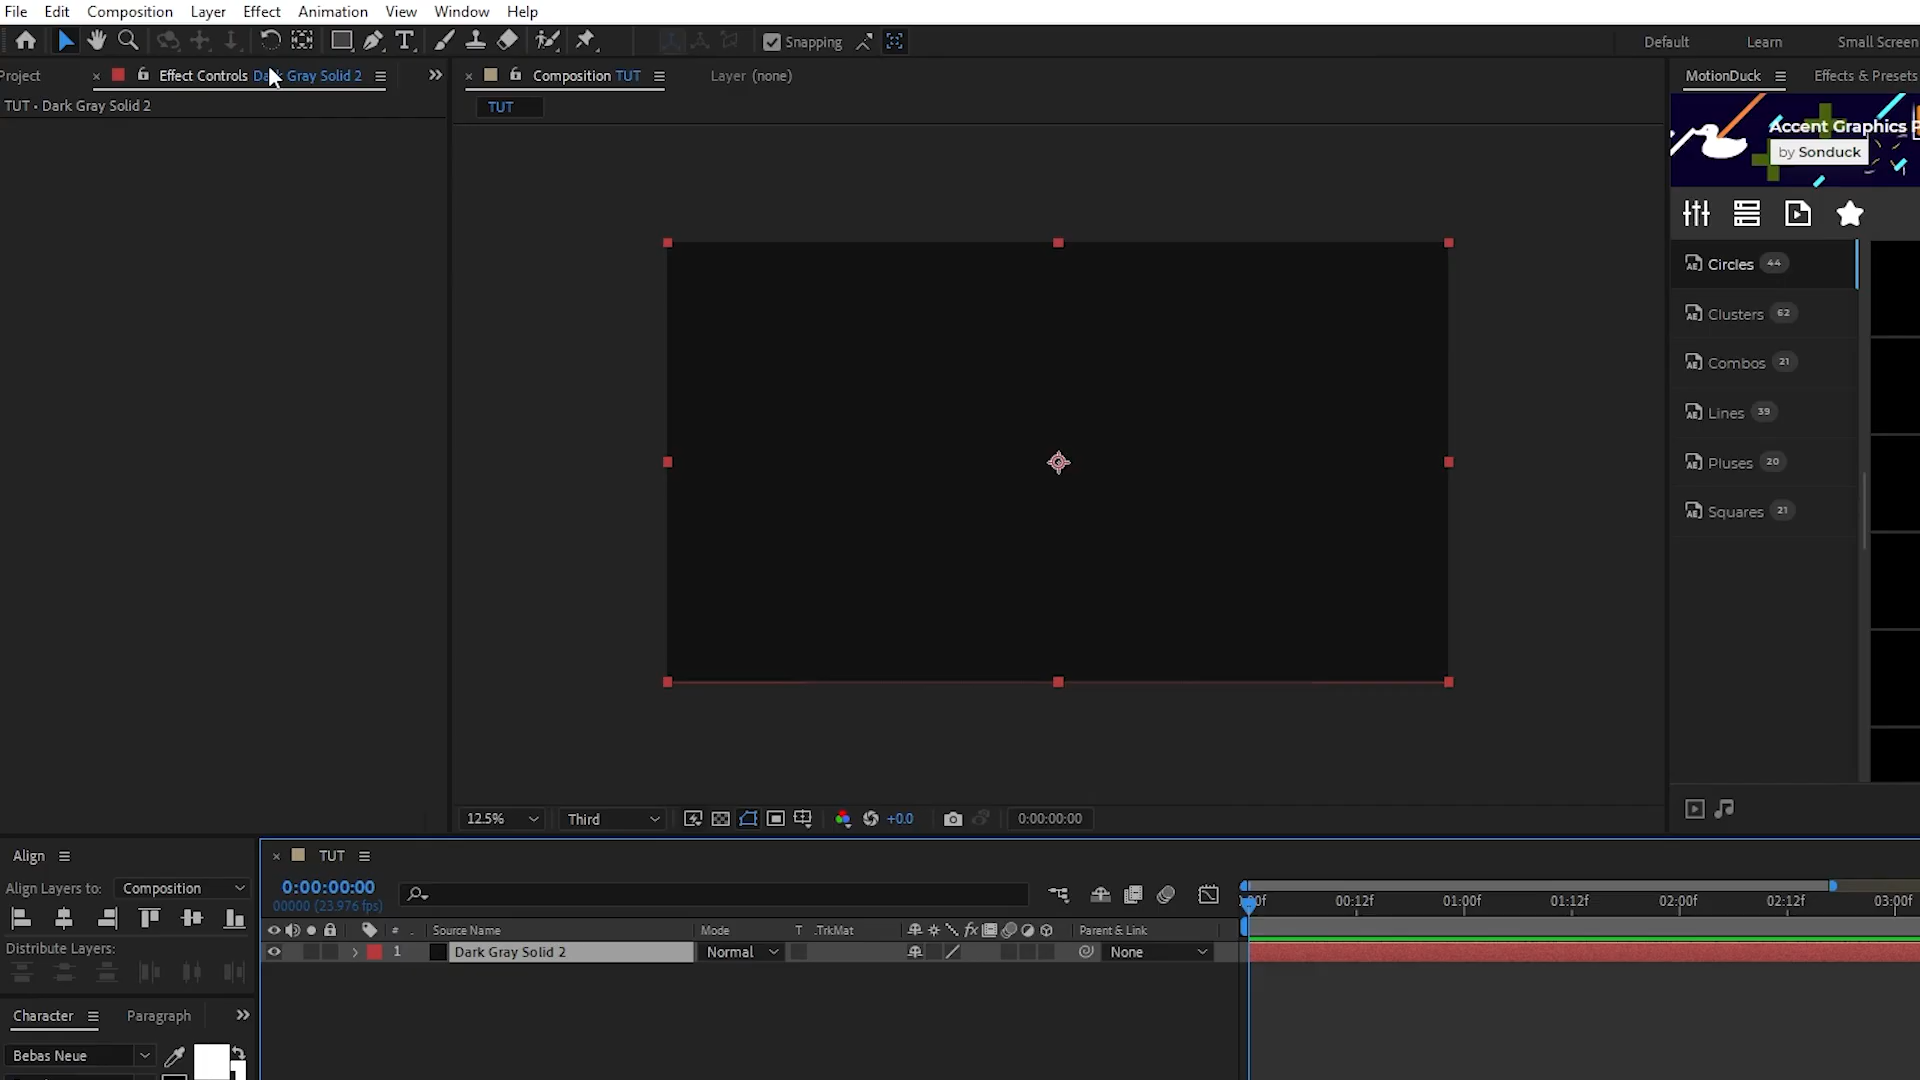 File Edit Composition Layer Effect Animation View Window Help
Snapping Default Learn Small Screen
Project × Effect Controls Dark Gray Solid 2 × Composition TUT Layer (none) MotionDuck Effects & Presets
TUT • Dark Gray Solid 2
TUT
Accent Graphics P
by Sonduck
Circles 44
Clusters 62
Combos 21
Lines 39
Pluses 20
Squares 21
12.5% Third +0.0 0:00:00:00
Align × TUT
Align Layers to: Composition 0:00:00:00
00000 (23.976 fps)
:00f 00:12f 01:00f 01:12f 02:00f 02:12f 03:00f
# Source Name Mode T .TrkMat Parent & Link
Distribute Layers: 1 Dark Gray Solid 2 Normal None
Character Paragraph
Bebas Neue